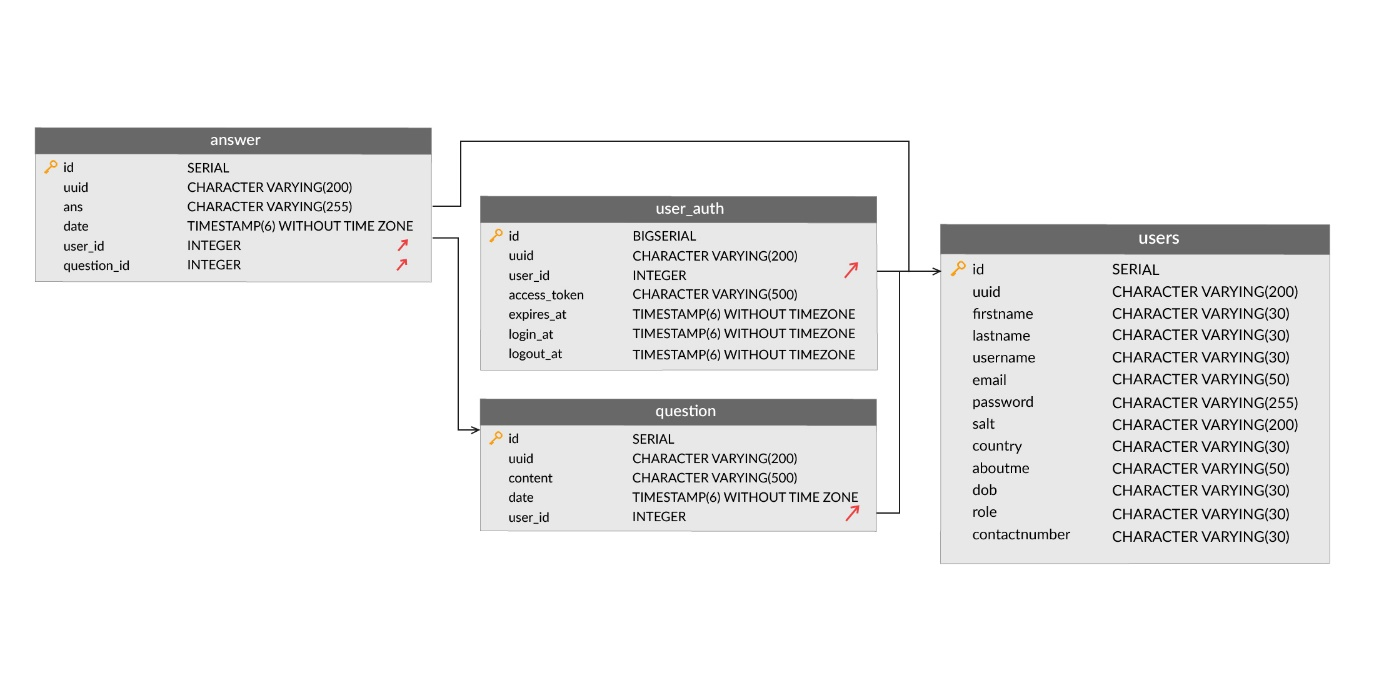 answer
id SERIAL
uuid CHARACTER VARYING(200)
ans CHARACTER VARYING(255)
date TIMESTAMP(6) WITHOUT TIME ZONE
user_id INTEGER
question_id INTEGER
user_auth
id BIGSERIAL
uuid CHARACTER VARYING(200)
user_id INTEGER
access_token CHARACTER VARYING(500)
expires_at TIMESTAMP(6) WITHOUT TIMEZONE
login_at TIMESTAMP(6) WITHOUT TIMEZONE
logout_at TIMESTAMP(6) WITHOUT TIMEZONE
question
id SERIAL
uuid CHARACTER VARYING(200)
content CHARACTER VARYING(500)
date TIMESTAMP(6) WITHOUT TIME ZONE
user_id INTEGER
users
id SERIAL
uuid CHARACTER VARYING(200)
firstname CHARACTER VARYING(30)
lastname CHARACTER VARYING(30)
username CHARACTER VARYING(30)
email CHARACTER VARYING(50)
password CHARACTER VARYING(255)
salt CHARACTER VARYING(200)
country CHARACTER VARYING(30)
aboutme CHARACTER VARYING(50)
dob CHARACTER VARYING(30)
role CHARACTER VARYING(30)
contactnumber CHARACTER VARYING(30)